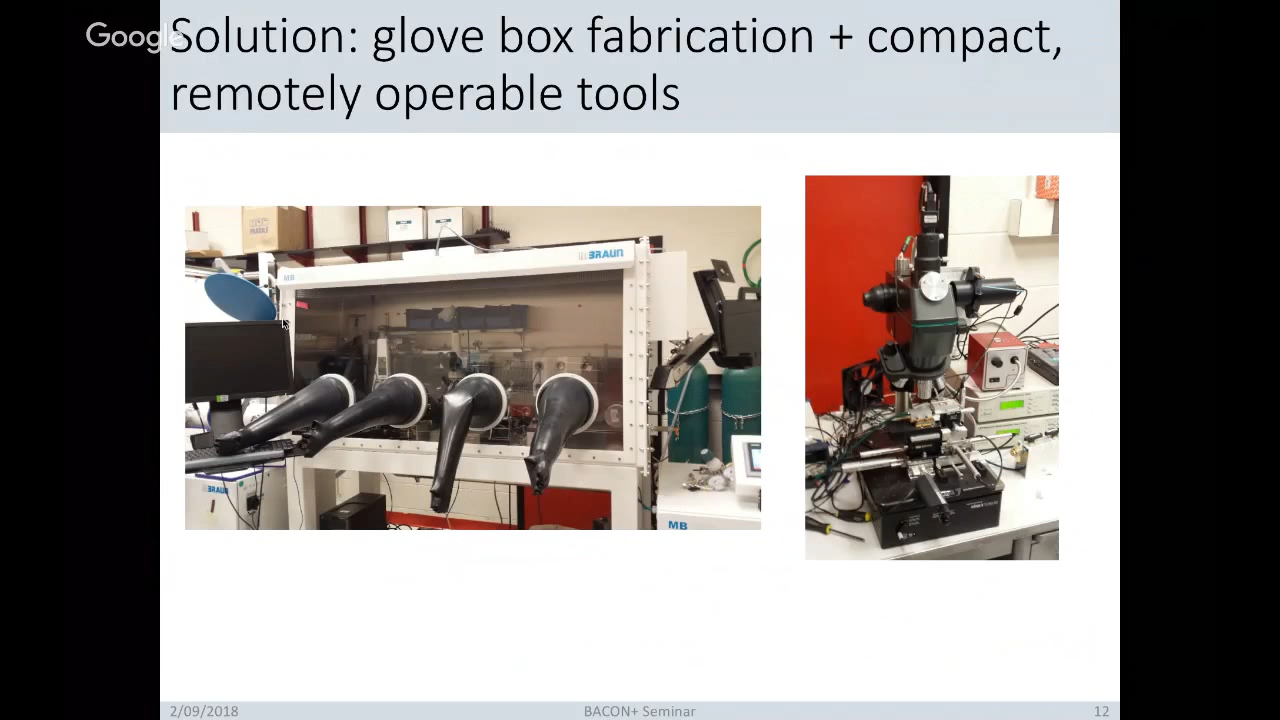 Google
Solution: glove box fabrication + compact,
remotely operable tools
MB
BRAUN
FRAGILE
BRAUN
MB
2/09/2018
BACON+ Seminar
12